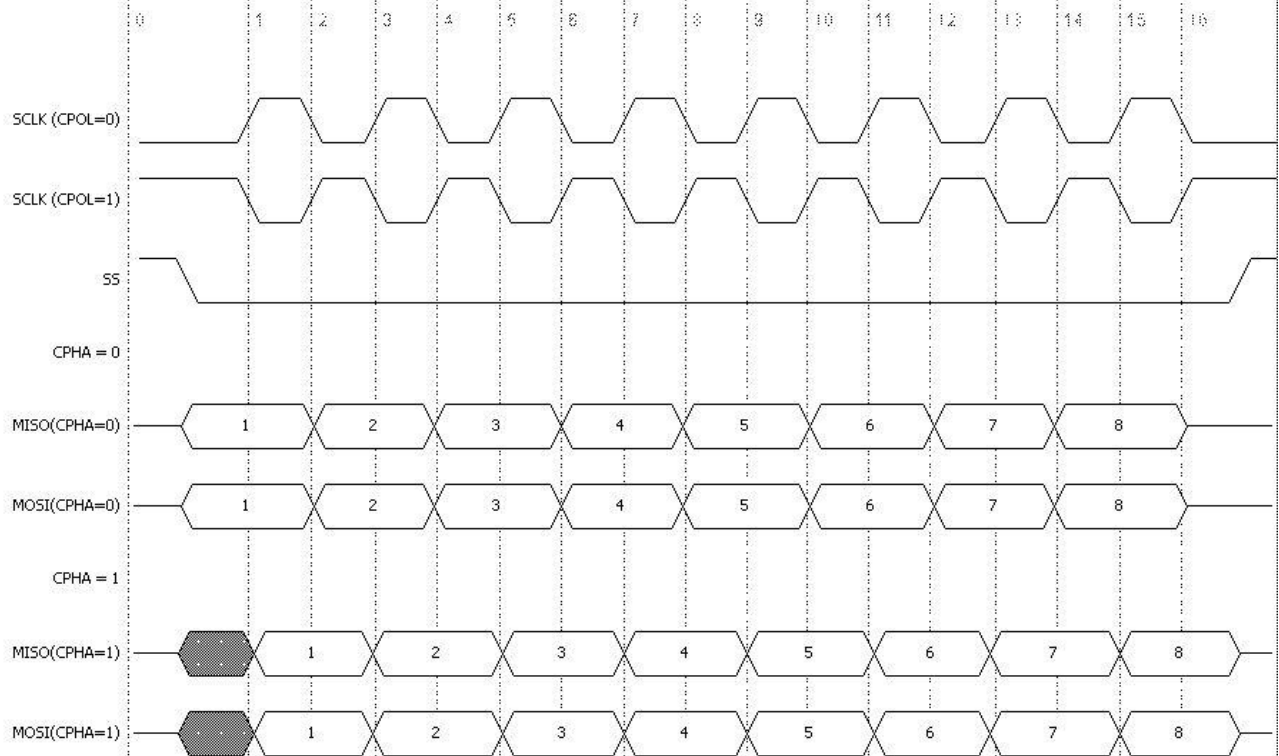 0 1 2 3 4 5 6 7 8 9 10 11 12 13 14 15 16
SCLK (CPOL=0)
SCLK (CPOL=1)
SS
CPHA = 0
MISO(CPHA=0) 1 2 3 4 5 6 7 8
MOSI(CPHA=0) 1 2 3 4 5 6 7 8
CPHA = 1
MISO(CPHA=1) 1 2 3 4 5 6 7 8
MOSI(CPHA=1) 1 2 3 4 5 6 7 8